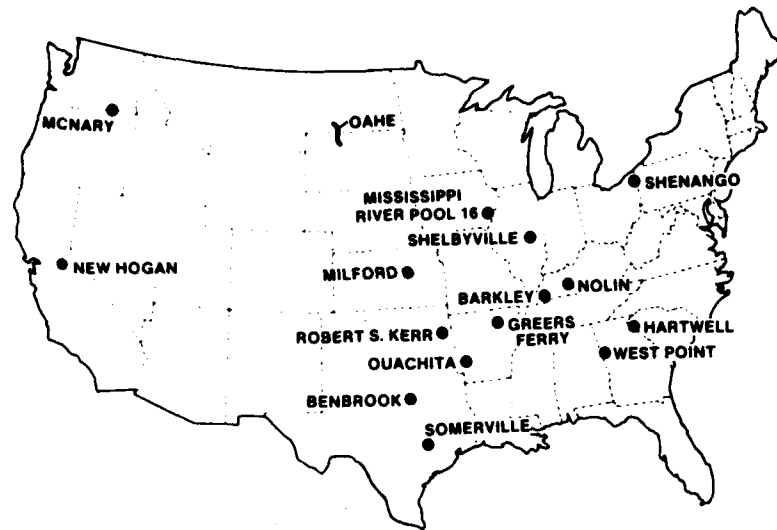 MCNARY
OAHE
SHENANGO
MISSISSIPPI
RIVER POOL 16
SHELBYVILLE
NEW HOGAN
MILFORD
NOLIN
BARKLEY
ROBERT S. KERR
GREERS
FERRY
HARTWELL
WEST POINT
OUACHITA
BENBROOK
SOMERVILLE